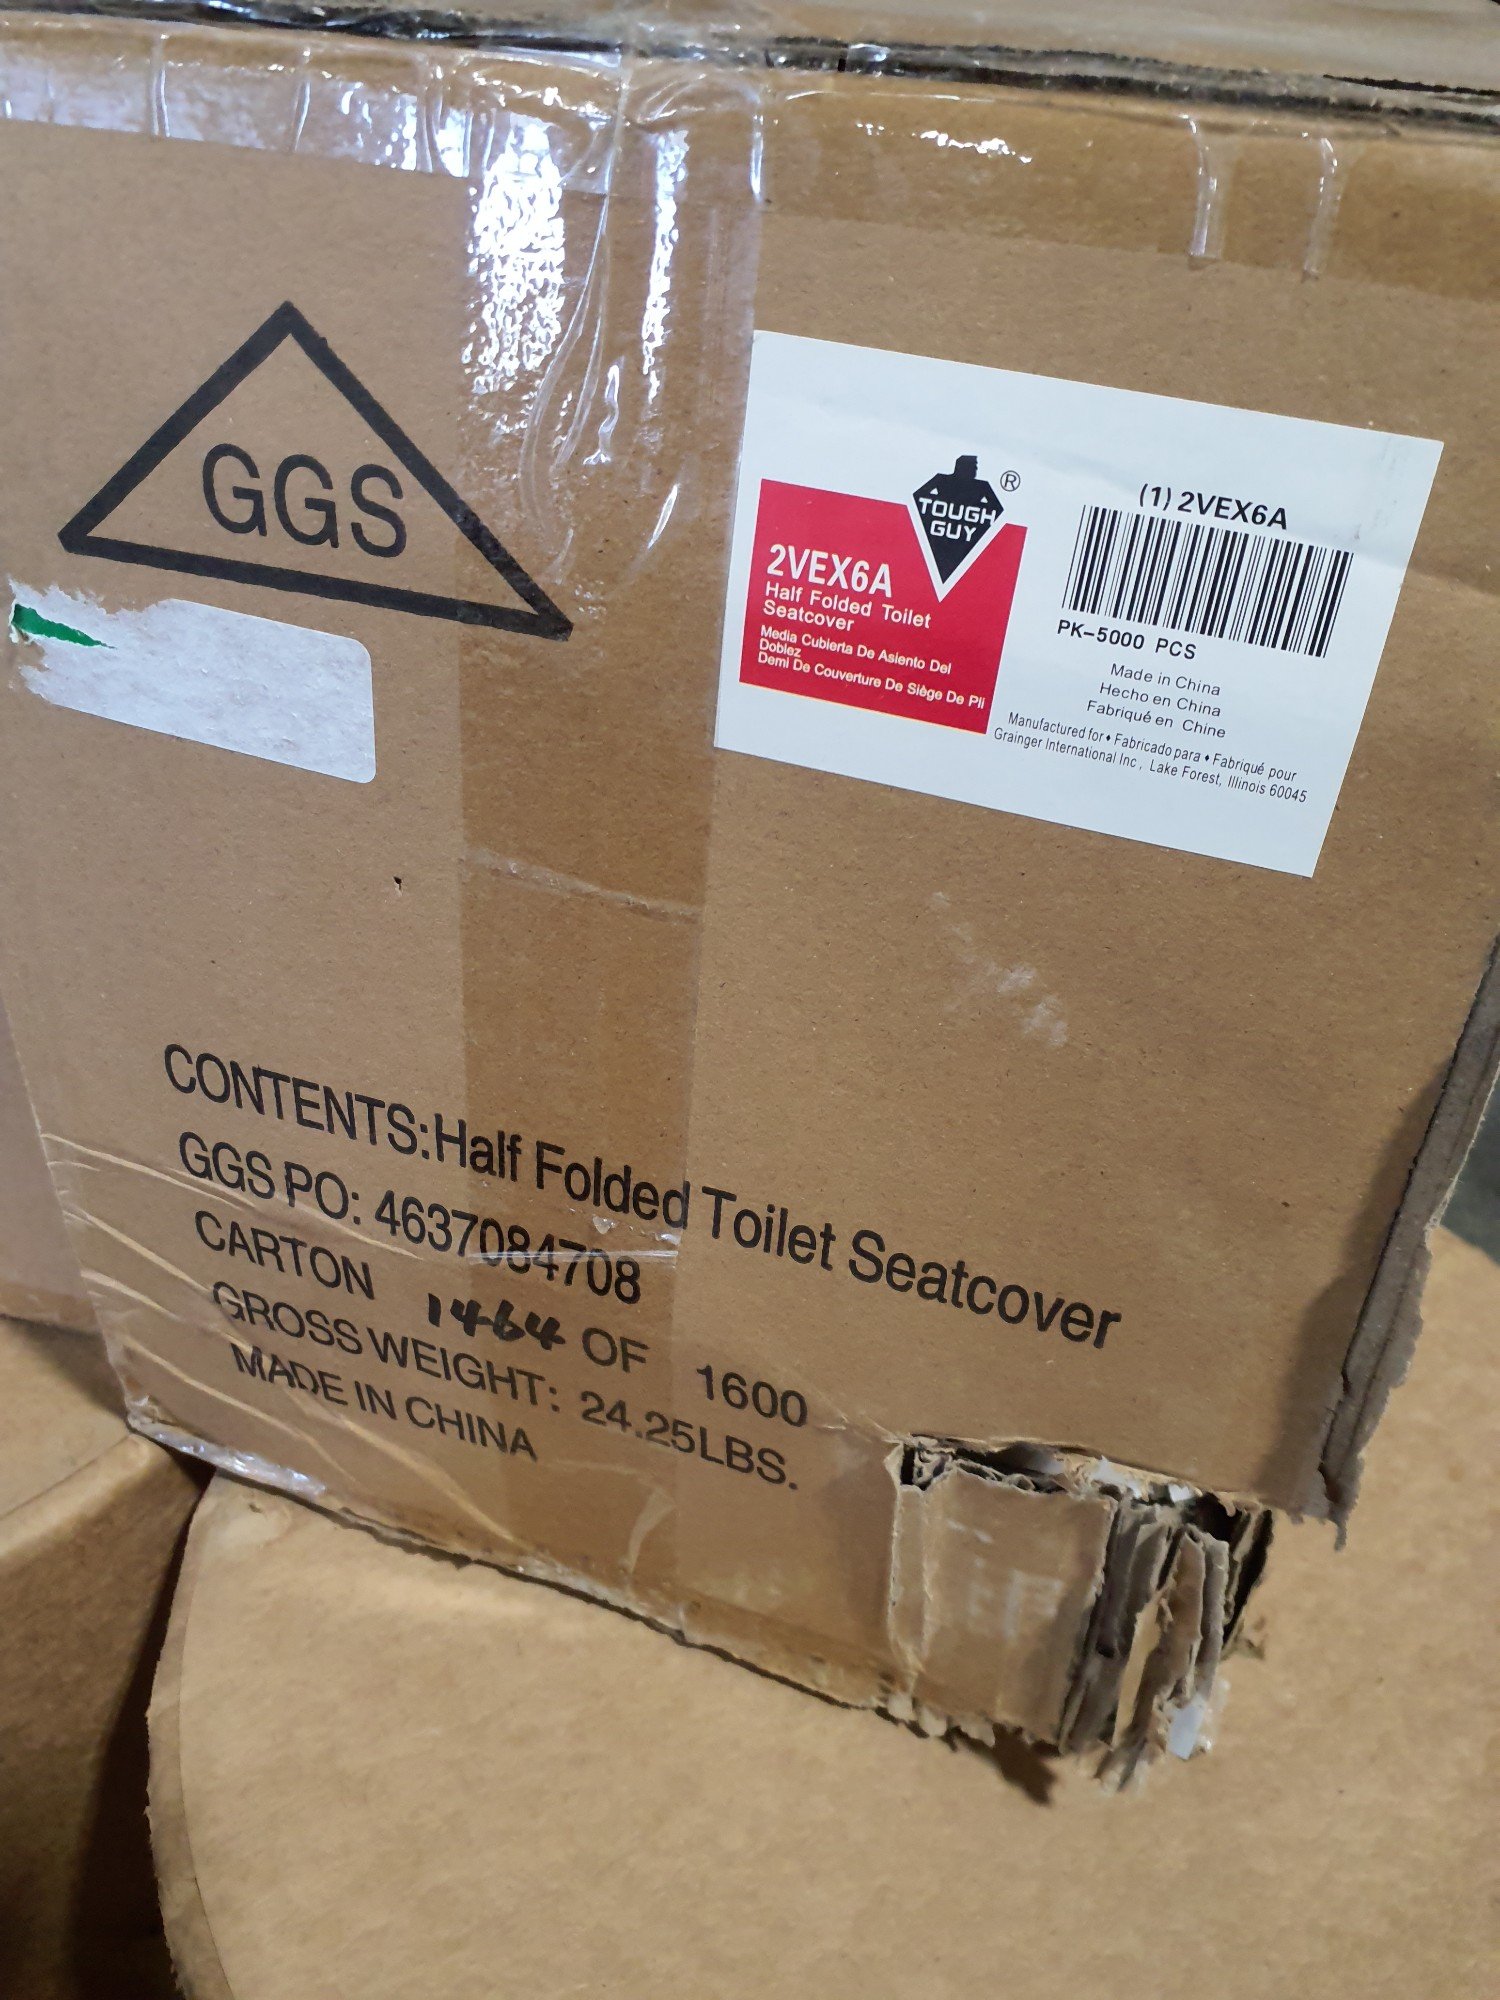 GGS
TOUGH
GUY
®
2VEX6A
Half Folded Toilet
Seatcover
Media Cubierta De Asiento Del
Doblez
Demi De Couverture De Siège De Pli
(1) 2VEX6A
PK-5000 PCS
Made in China
Hecho en China
Fabriqué en Chine
Manufactured for • Fabricado para • Fabriqué pour
Grainger International Inc, Lake Forest, Illinois 60045
CONTENTS:Half Folded Toilet Seatcover
GGS PO: 4637084708
CARTON 1464 OF 1600
GROSS WEIGHT: 24.25LBS.
MADE IN CHINA